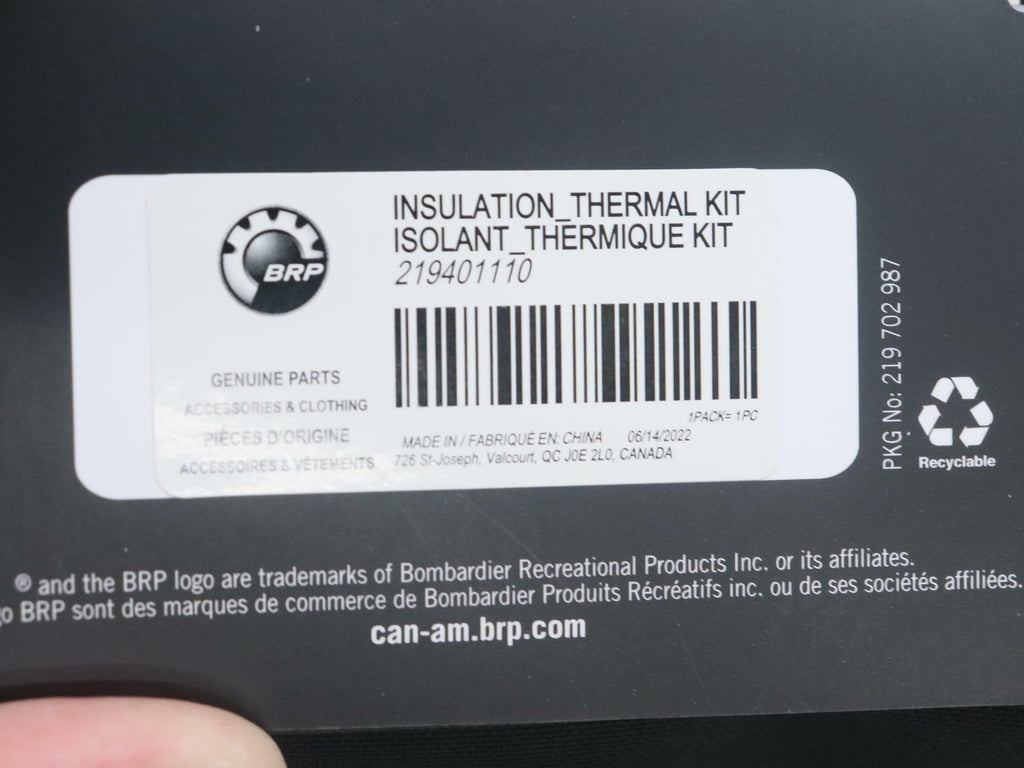 INSULATION_THERMAL KIT
ISOLANT_THERMIQUE KIT
219401110
BRP
GENUINE PARTS
ACCESSORIES & CLOTHING
PIÈCES D'ORIGINE
ACCESSOIRES & VÊTEMENTS
1PACK= 1PC
MADE IN / FABRIQUÉ EN: CHINA 06/14/2022
726 St-Joseph, Valcourt, QC J0E 2L0, CANADA
PKG No: 219 702 987
Recyclable
® and the BRP logo are trademarks of Bombardier Recreational Products Inc. or its affiliates.
BRP sont des marques de commerce de Bombardier Produits Récréatifs inc. ou de ses sociétés affiliées.
can-am.brp.com